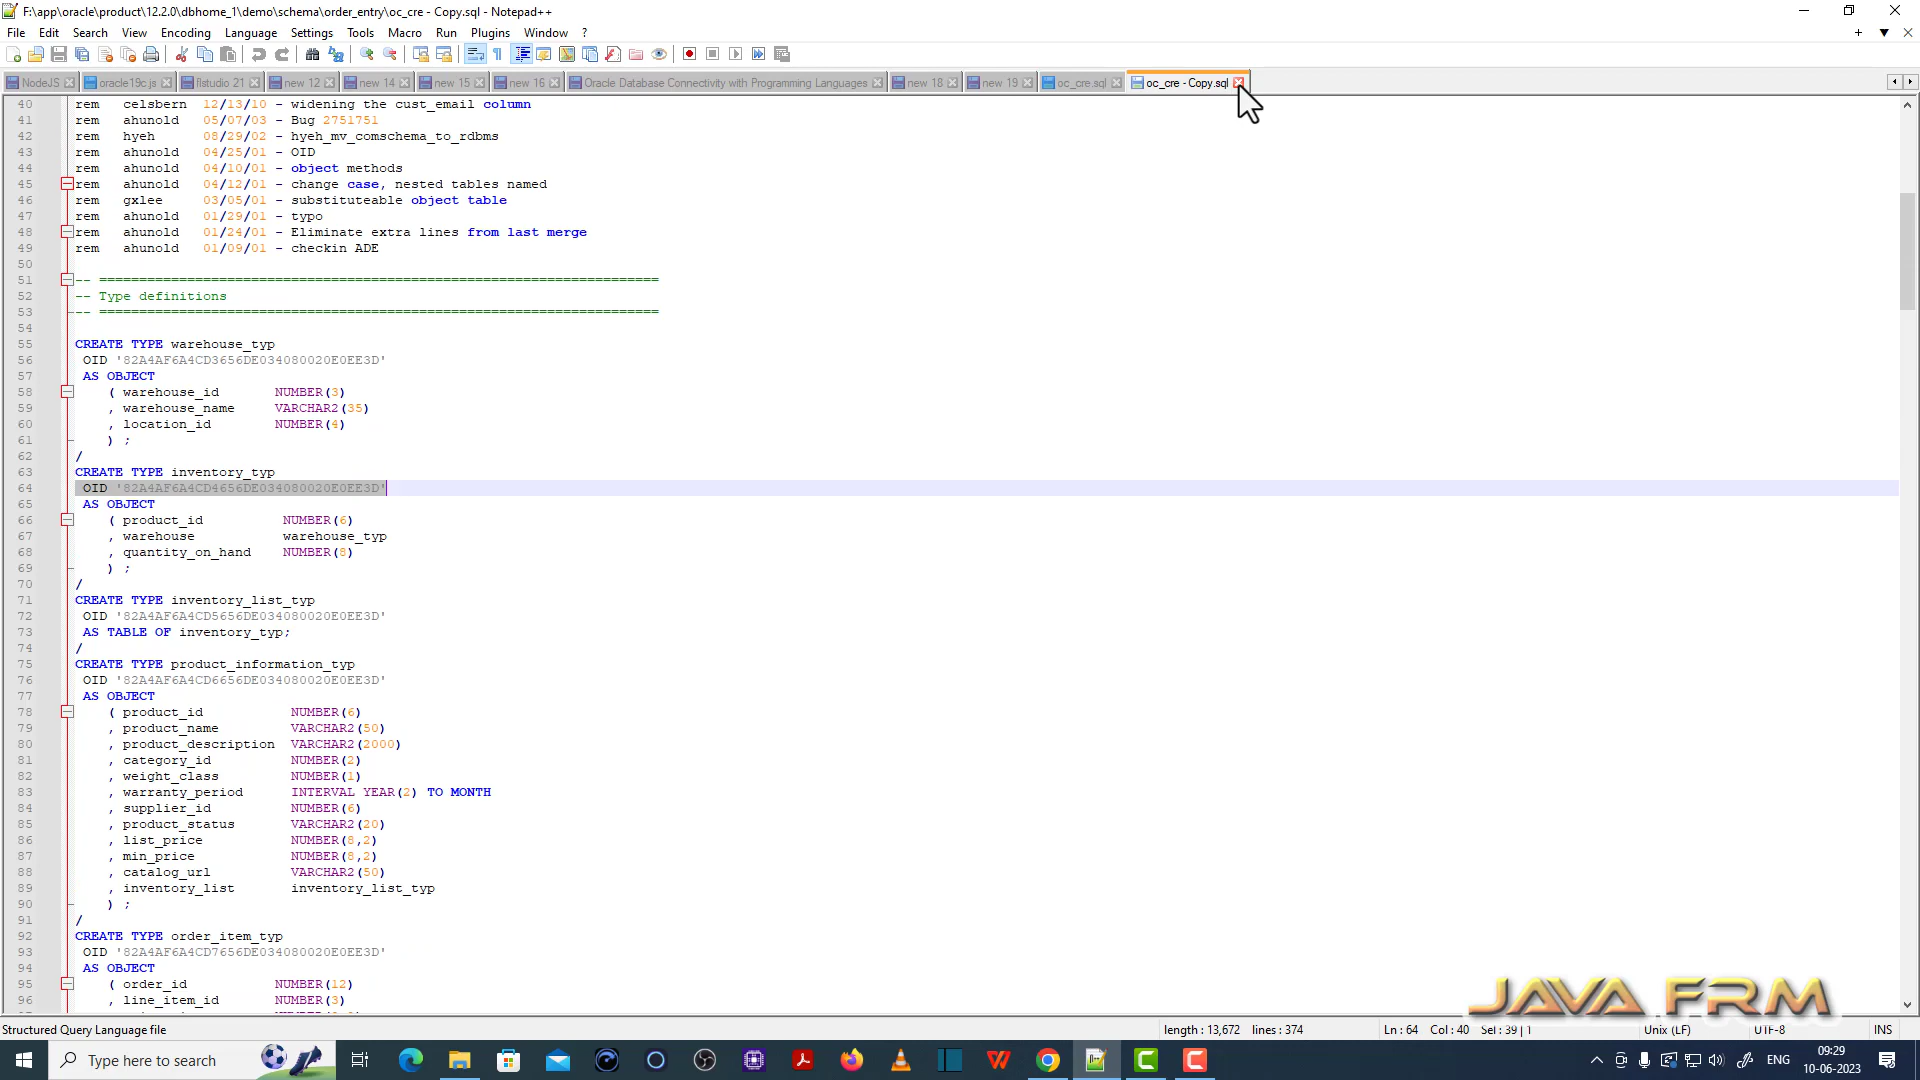 F:\app\oracle\product\12.2.0\dbhome_1\demo\schema\order_entry\oc_cre - Copy.sql - Notepad++
File Edit Search View Encoding Language Settings Tools Macro Run Plugins Window ?
NodeJS oracle19c.js flstudio 21 new 12 new 14 new 15 new 16 Oracle Database Connectivity with Programming Languages new 18 new 19 oc_cre.sql oc_cre - Copy.sql
40 rem celsbern 12/13/10 - widening the cust_email column
41 rem ahunold 05/07/03 - Bug 2751751
42 rem hyeh 08/29/02 - hyeh_mv_comschema_to_rdbms
43 rem ahunold 04/25/01 - OID
44 rem ahunold 04/10/01 - object methods
45 rem ahunold 04/12/01 - change case, nested tables named
46 rem gxlee 03/05/01 - substituteable object table
47 rem ahunold 01/29/01 - typo
48 rem ahunold 01/24/01 - Eliminate extra lines from last merge
49 rem ahunold 01/09/01 - checkin ADE
50
51 -- ======================================================================
52 -- Type definitions
53 -- ======================================================================
54
55 CREATE TYPE warehouse_typ
56 OID '82A4AF6A4CD3656DE034080020E0EE3D'
57 AS OBJECT
58 ( warehouse_id NUMBER(3)
59 , warehouse_name VARCHAR2(35)
60 , location_id NUMBER(4)
61 ) ;
62 /
63 CREATE TYPE inventory_typ
64 OID '82A4AF6A4CD4656DE034080020E0EE3D'
65 AS OBJECT
66 ( product_id NUMBER(6)
67 , warehouse warehouse_typ
68 , quantity_on_hand NUMBER(8)
69 ) ;
70 /
71 CREATE TYPE inventory_list_typ
72 OID '82A4AF6A4CD5656DE034080020E0EE3D'
73 AS TABLE OF inventory_typ;
74 /
75 CREATE TYPE product_information_typ
76 OID '82A4AF6A4CD6656DE034080020E0EE3D'
77 AS OBJECT
78 ( product_id NUMBER(6)
79 , product_name VARCHAR2(50)
80 , product_description VARCHAR2(2000)
81 , category_id NUMBER(2)
82 , weight_class NUMBER(1)
83 , warranty_period INTERVAL YEAR(2) TO MONTH
84 , supplier_id NUMBER(6)
85 , product_status VARCHAR2(20)
86 , list_price NUMBER(8,2)
87 , min_price NUMBER(8,2)
88 , catalog_url VARCHAR2(50)
89 , inventory_list inventory_list_typ
90 ) ;
91 /
92 CREATE TYPE order_item_typ
93 OID '82A4AF6A4CD7656DE034080020E0EE3D'
94 AS OBJECT
95 ( order_id NUMBER(12)
96 , line_item_id NUMBER(3)
JAVA FRM
Structured Query Language file length : 13,672 lines : 374 Ln : 64 Col : 40 Sel : 39 | 1 Unix (LF) UTF-8 INS
Type here to search ENG 09:29
10-06-2023